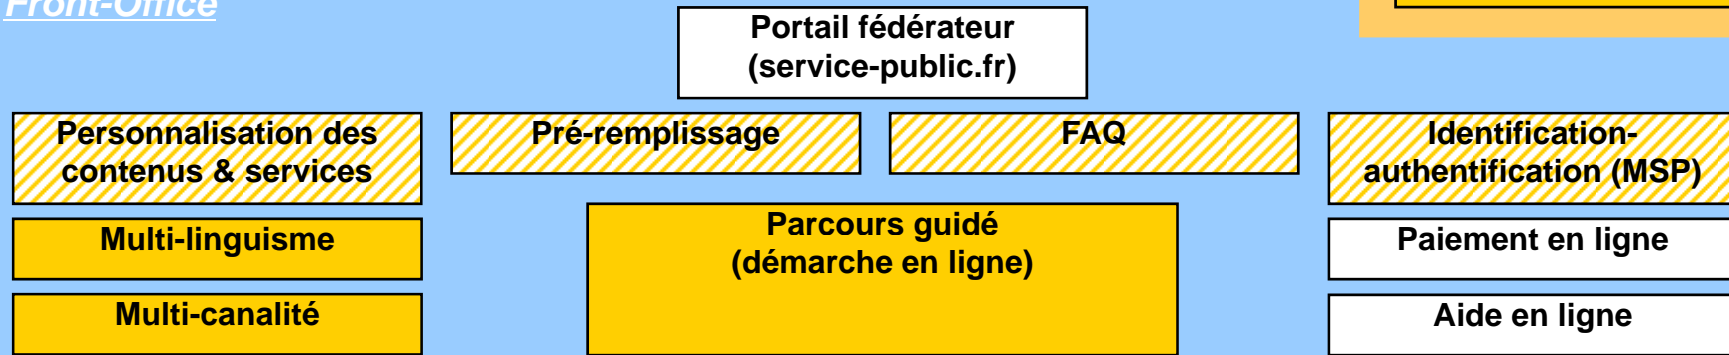 Front-Office
Portail fédérateur
(service-public.fr)
Personnalisation des
contenus & services
Pré-remplissage
FAQ
Identification-
authentification (MSP)
Multi-linguisme
Parcours guidé
(démarche en ligne)
Paiement en ligne
Multi-canalité
Aide en ligne